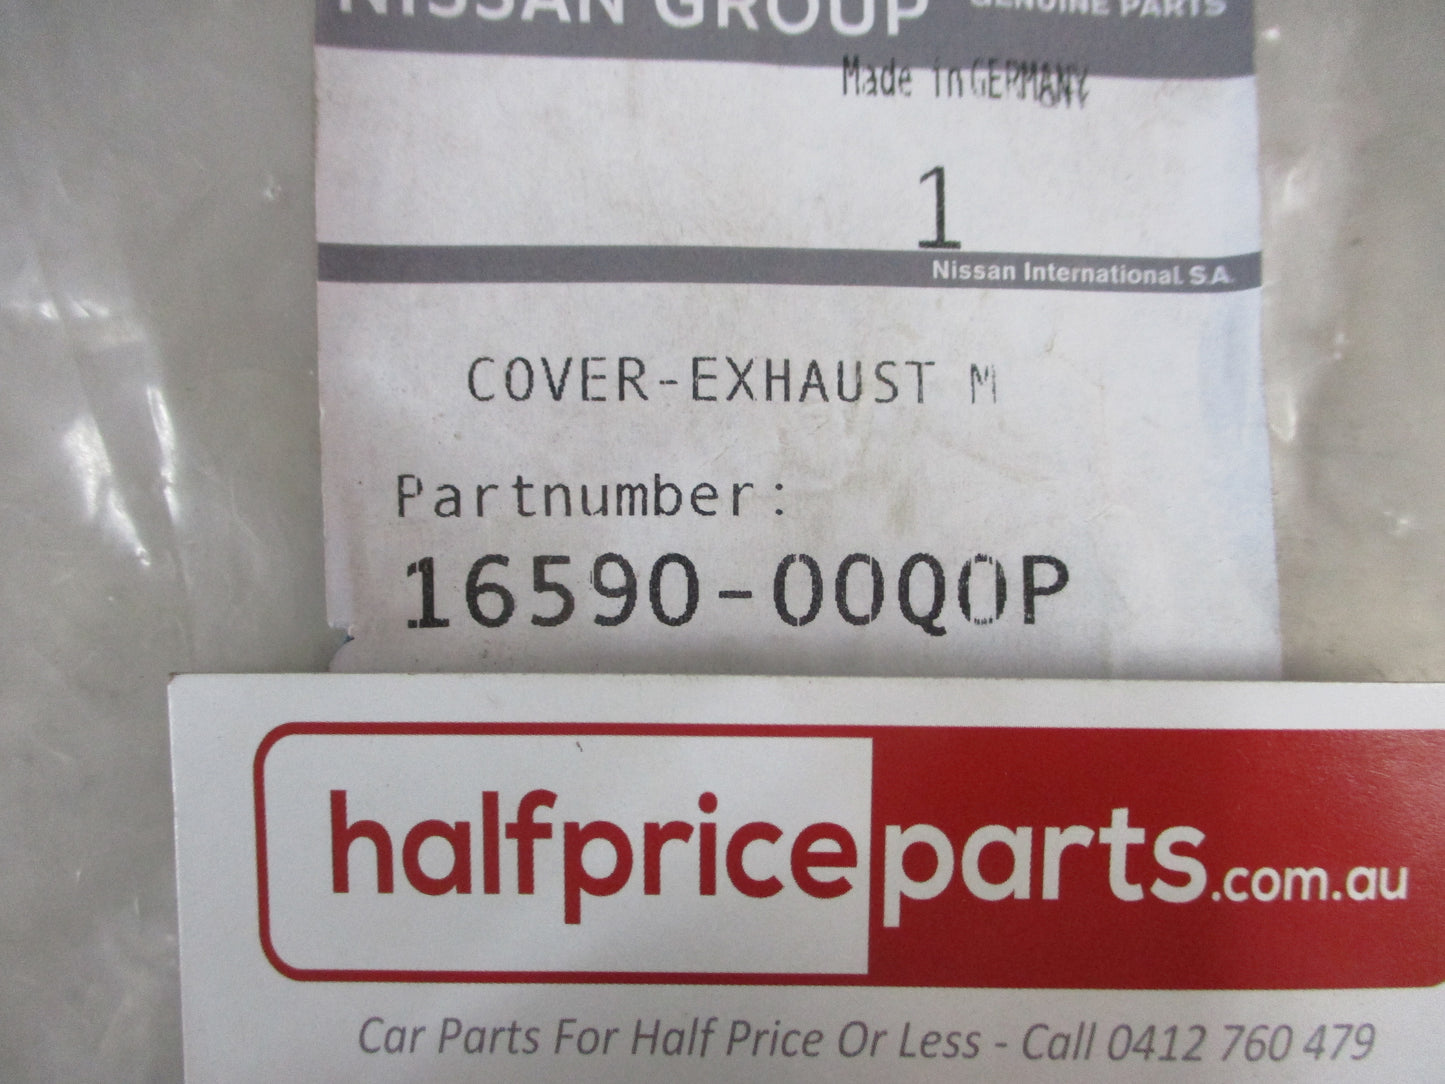 NISSAN GROUP
GENUINE PARTS
Made in GERMANY
1
Nissan International S.A.
COVER-EXHAUST M
Partnumber:
16590-00Q0P
halfpriceparts.com.au
Car Parts For Half Price Or Less - Call 0412 760 479